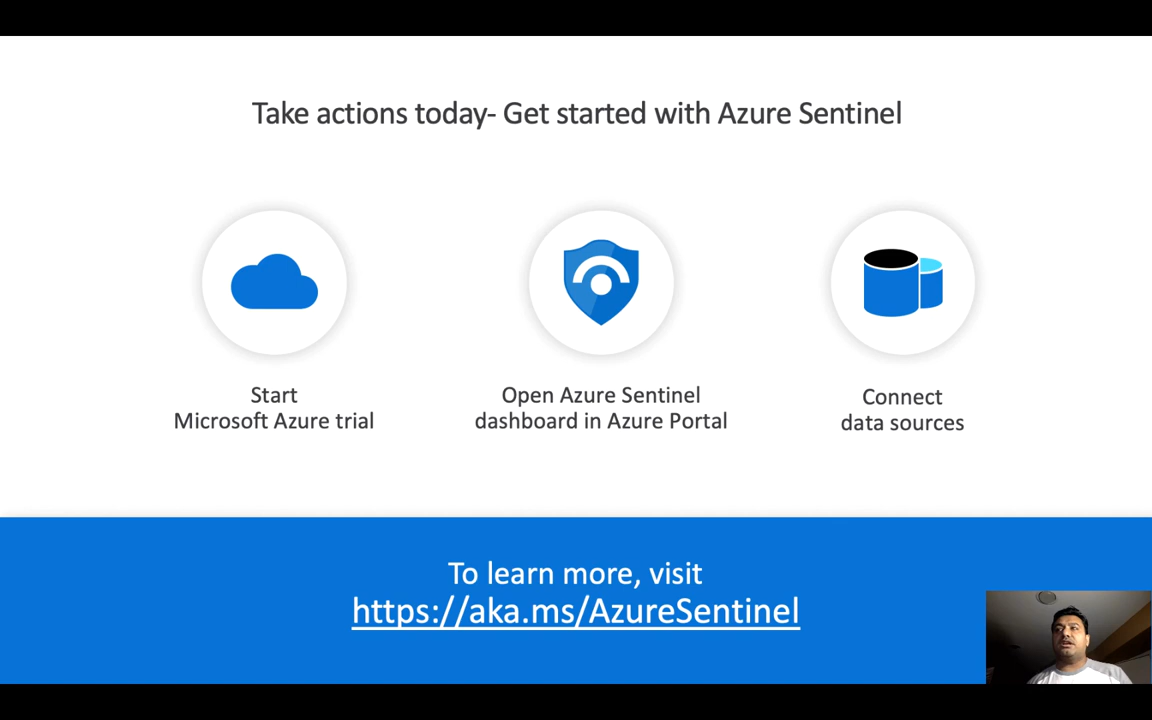 Take actions today- Get started with Azure Sentinel
Start
Microsoft Azure trial
Open Azure Sentinel
dashboard in Azure Portal
Connect
data sources
To learn more, visit
https://aka.ms/AzureSentinel